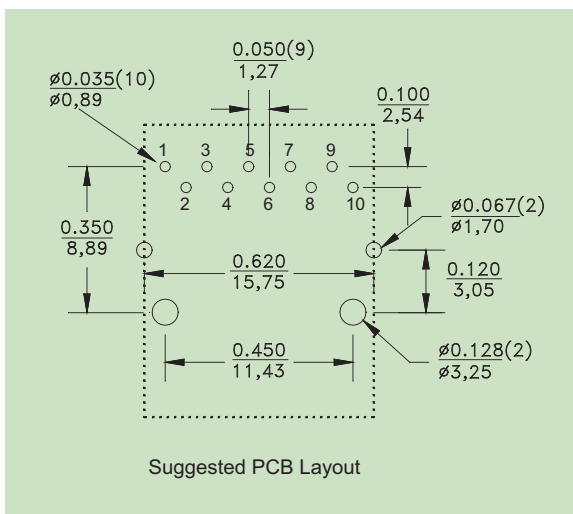 0.050(9)
1,27
ø0.035(10)
ø0,89
0.100
2,54
1 3 5 7 9
2 4 6 8 10
ø0.067(2)
ø1,70
0.350
8,89
0.620
15,75
0.120
3,05
0.450
11,43
ø0.128(2)
ø3,25
Suggested PCB Layout